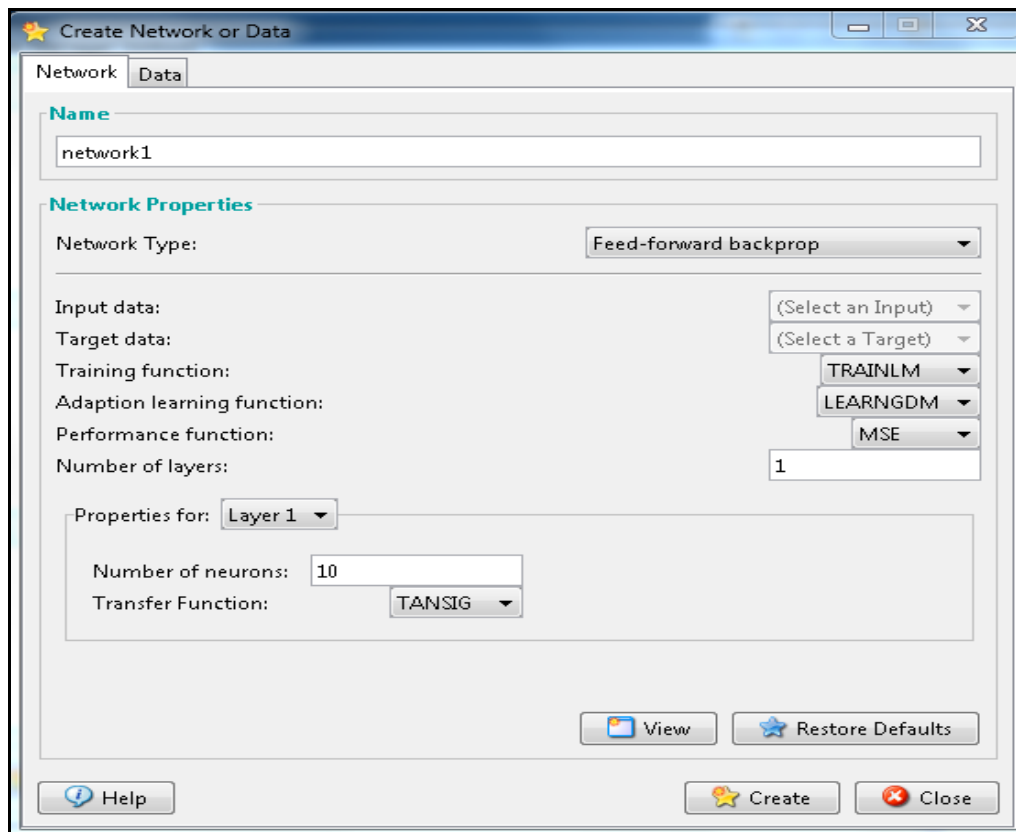 Create Network or Data
Network Data
Name
network1
Network Properties
Network Type: Feed-forward backprop
Input data: (Select an Input)
Target data: (Select a Target)
Training function: TRAINLM
Adaption learning function: LEARNGDM
Performance function: MSE
Number of layers: 1
Properties for: Layer 1
Number of neurons: 10
Transfer Function: TANSIG
View Restore Defaults
Help Create Close